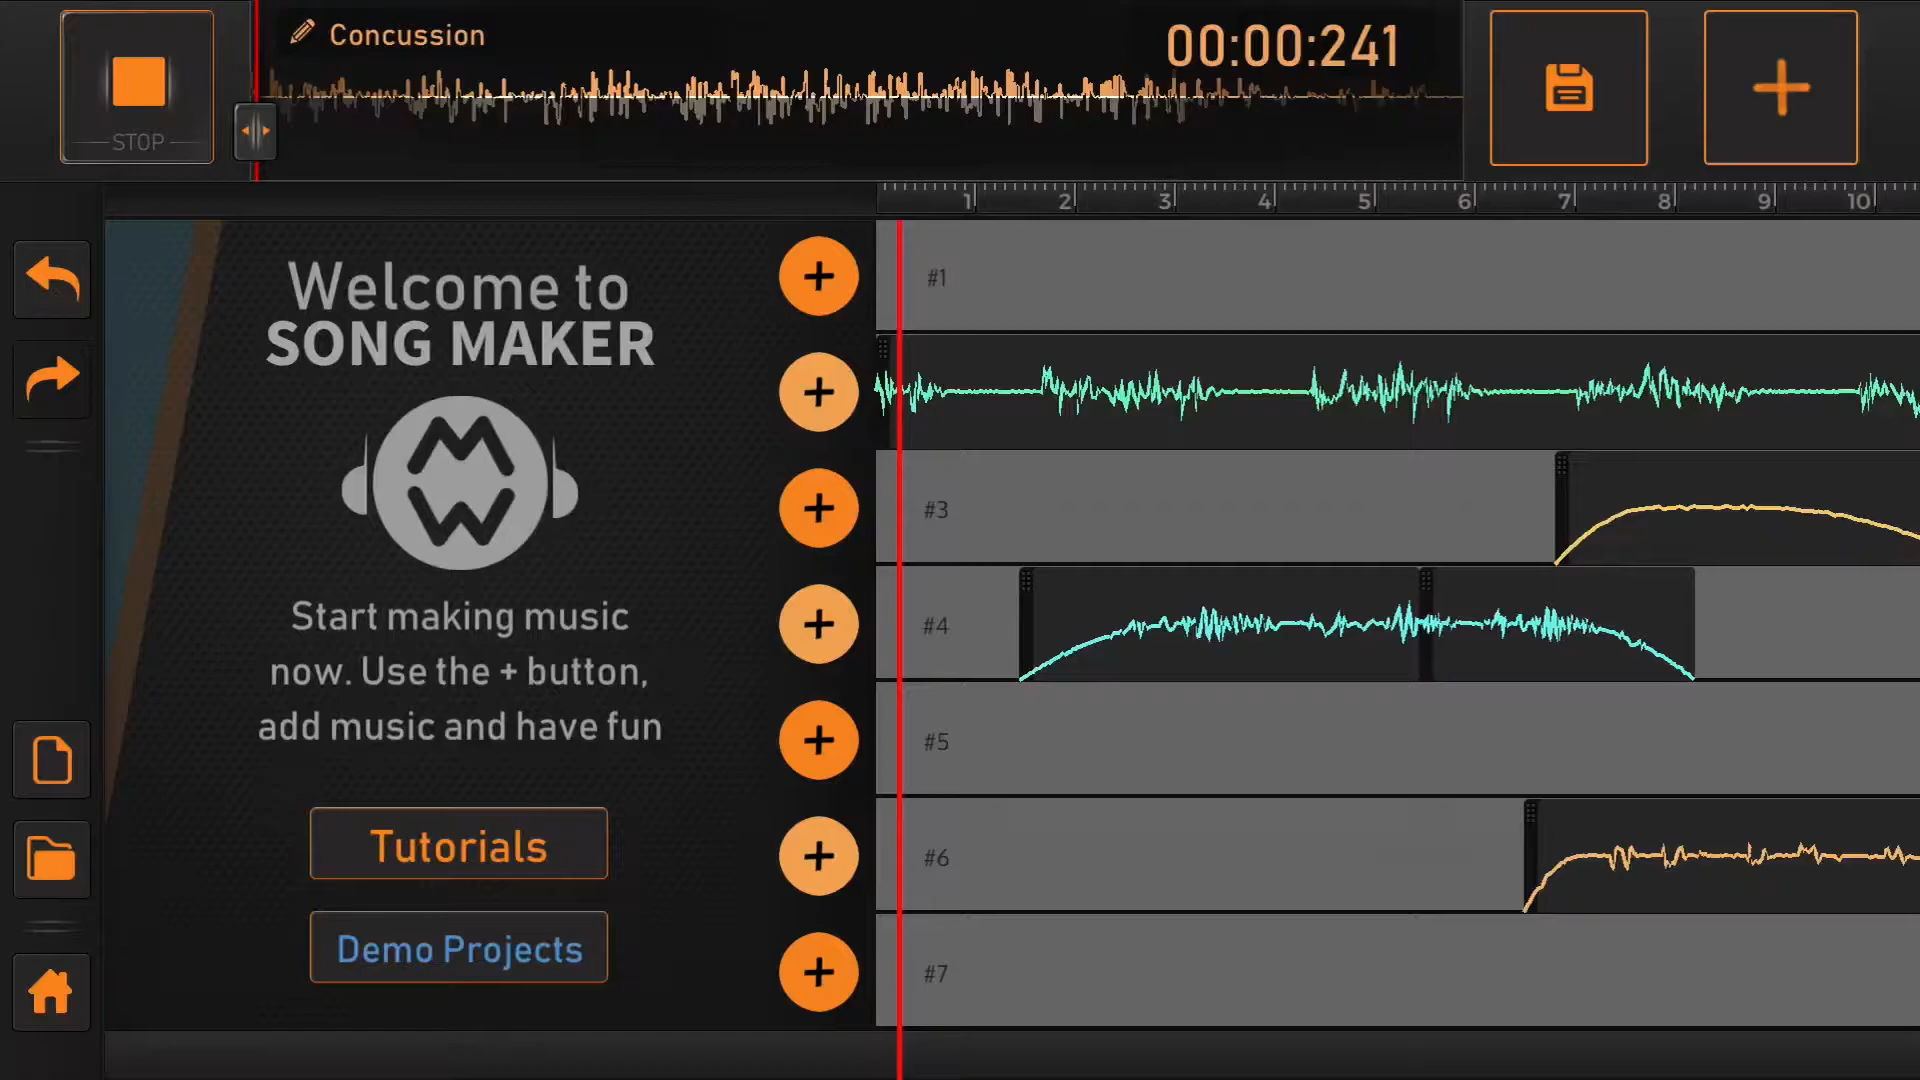 Concussion
00:00:241
STOP
1 2 3 4 5 6 7 8 9 10
Welcome to
SONG MAKER
Start making music
now. Use the + button,
add music and have fun
Tutorials
Demo Projects
#1
#3
#4
#5
#6
#7